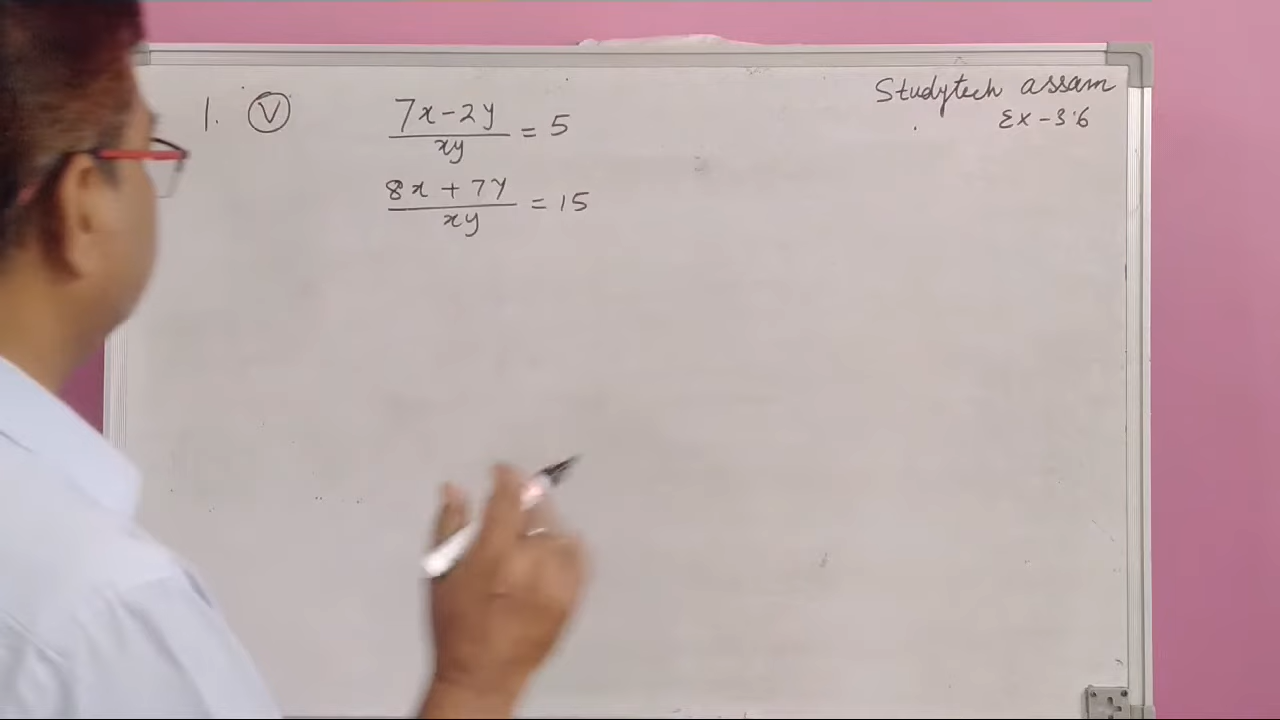 Studytech assam
Ex-3.6
1. (V) 7x-2y/xy = 5
8x+7y/xy = 15